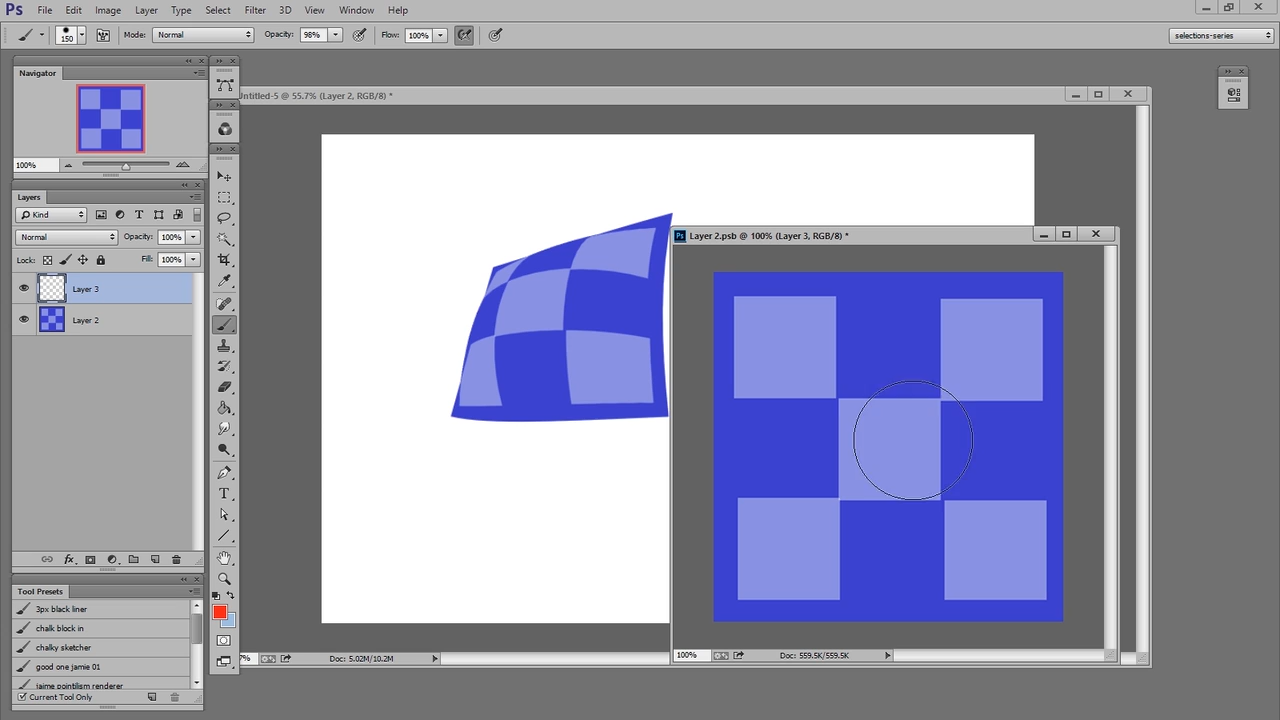 Ps File Edit Image Layer Type Select Filter 3D View Window Help
150 Mode: Normal Opacity: 98% Flow: 100% selections-series
Navigator
100%
Layers
Kind
Normal Opacity: 100%
Lock: Fill: 100%
Layer 3
Layer 2
Tool Presets
3px black liner
chalk block in
chalky sketcher
good one jamie 01
jaime pointilism renderer
Current Tool Only
Untitled-5 @ 55.7% (Layer 2, RGB/8) *
7% Doc: 5.02M/10.2M
Ps Layer 2.psb @ 100% (Layer 3, RGB/8) *
100% Doc: 559.5K/559.5K